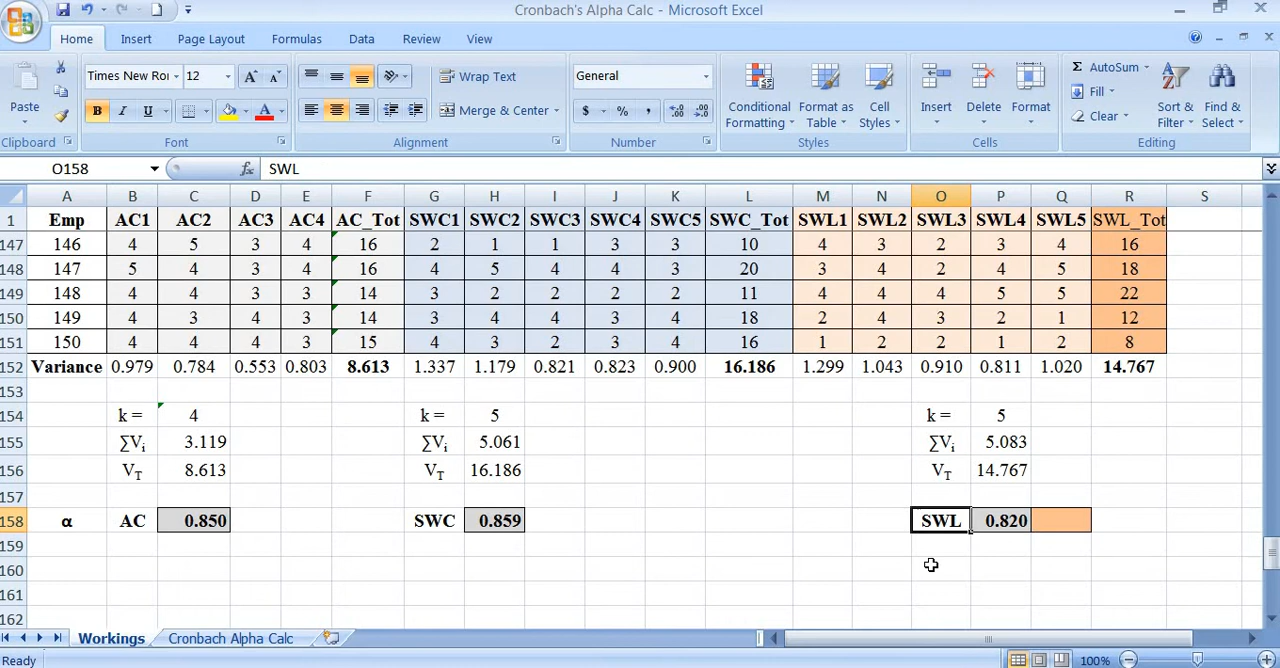 Cronbach's Alpha Calc - Microsoft Excel
Home Insert Page Layout Formulas Data Review View
Times New Ror 12 Wrap Text General Σ AutoSum
Paste B I U Merge & Center $ % , Conditional Formatting Format as Table Cell Styles Insert Delete Format Fill Clear Sort & Filter Find & Select
Clipboard Font Alignment Number Styles Cells Editing
O158 fx SWL
A B C D E F G H I J K L M N O P Q R S
1 Emp AC1 AC2 AC3 AC4 AC_Tot SWC1 SWC2 SWC3 SWC4 SWC5 SWC_Tot SWL1 SWL2 SWL3 SWL4 SWL5 SWL_Tot
147 146 4 5 3 4 16 2 1 1 3 3 10 4 3 2 3 4 16
148 147 5 4 3 4 16 4 5 4 4 3 20 3 4 2 4 5 18
149 148 4 4 3 3 14 3 2 2 2 2 11 4 4 4 5 5 22
150 149 4 3 4 3 14 3 4 4 3 4 18 2 4 3 2 1 12
151 150 4 4 4 3 15 4 3 2 3 4 16 1 2 2 1 2 8
152 Variance 0.979 0.784 0.553 0.803 8.613 1.337 1.179 0.821 0.823 0.900 16.186 1.299 1.043 0.910 0.811 1.020 14.767
153
154 k = 4 k = 5 k = 5
155 ∑Vi 3.119 ∑Vi 5.061 ∑Vi 5.083
156 VT 8.613 VT 16.186 VT 14.767
157
158 α AC 0.850 SWC 0.859 SWL 0.820
159
160
161
162
Workings Cronbach Alpha Calc
Ready 100%